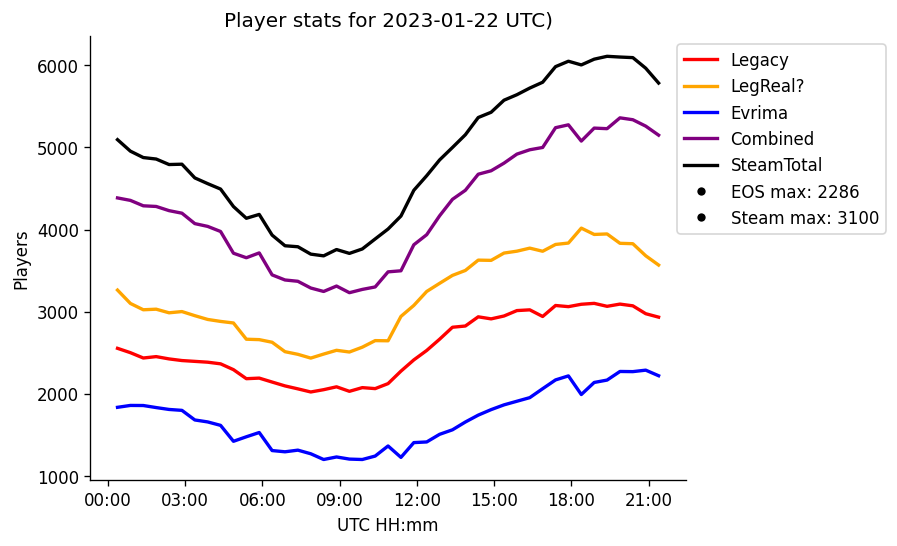 Player stats for 2023-01-22 UTC)
6000
5000
4000
3000
2000
1000
Players
00:00 03:00 06:00 09:00 12:00 15:00 18:00 21:00
UTC HH:mm
Legacy
LegReal?
Evrima
Combined
SteamTotal
EOS max: 2286
Steam max: 3100